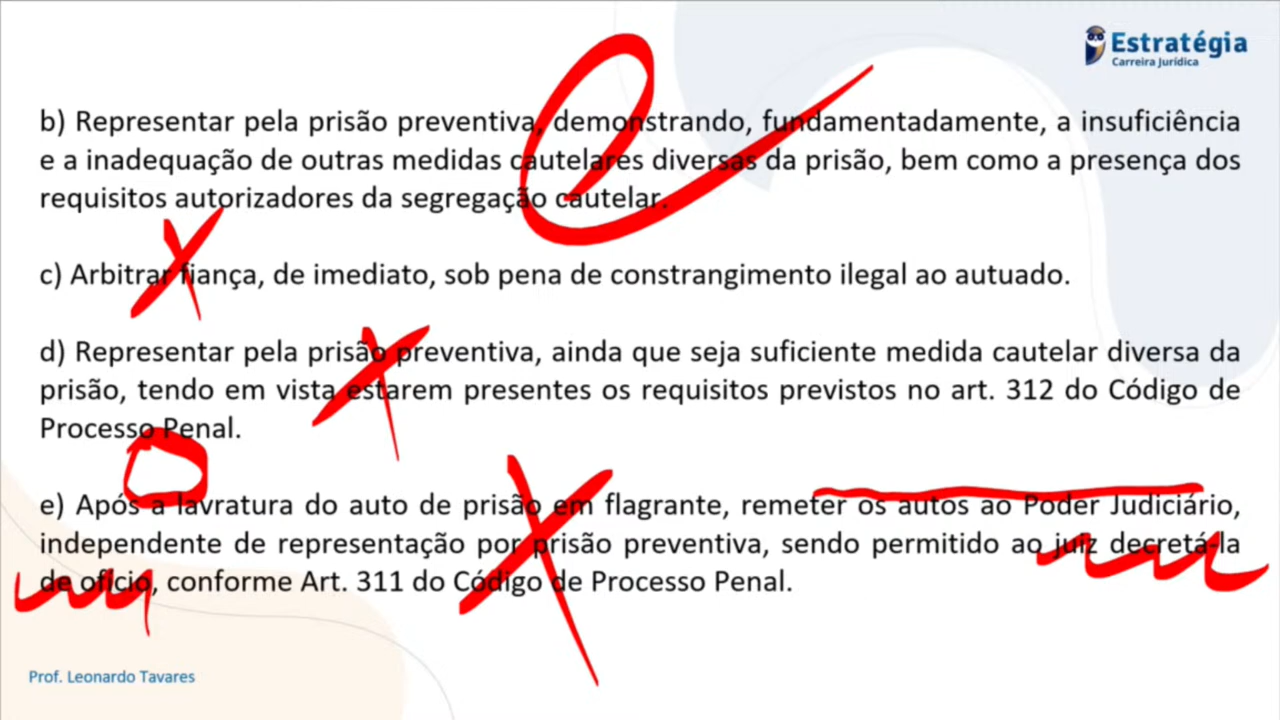 Estratégia
Carreira Jurídica
b) Representar pela prisão preventiva, demonstrando, fundamentadamente, a insuficiência
e a inadequação de outras medidas cautelares diversas da prisão, bem como a presença dos
requisitos autorizadores da segregação cautelar.
c) Arbitrar fiança, de imediato, sob pena de constrangimento ilegal ao autuado.
d) Representar pela prisão preventiva, ainda que seja suficiente medida cautelar diversa da
prisão, tendo em vista estarem presentes os requisitos previstos no art. 312 do Código de
Processo Penal.
e) Após a lavratura do auto de prisão em flagrante, remeter os autos ao Poder Judiciário,
independente de representação por prisão preventiva, sendo permitido ao juiz decretá-la
de ofício, conforme Art. 311 do Código de Processo Penal.
Prof. Leonardo Tavares